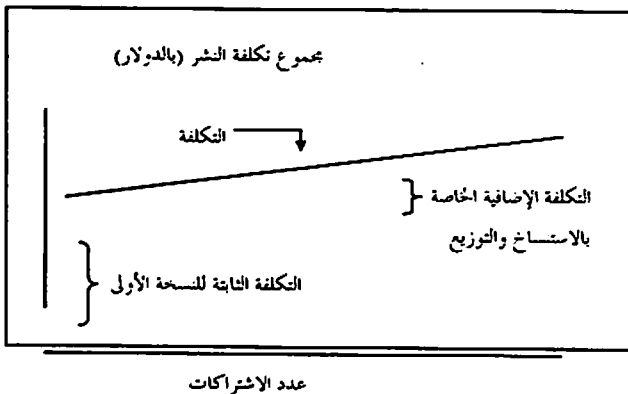 مجموع تكلفة النشر (بالدولار)
التكلفة
التكلفة الإضافية الخاصة
بالاستنساخ والتوزيع
التكلفة الثابتة للنسخة الأولى
عدد الاشتراكات